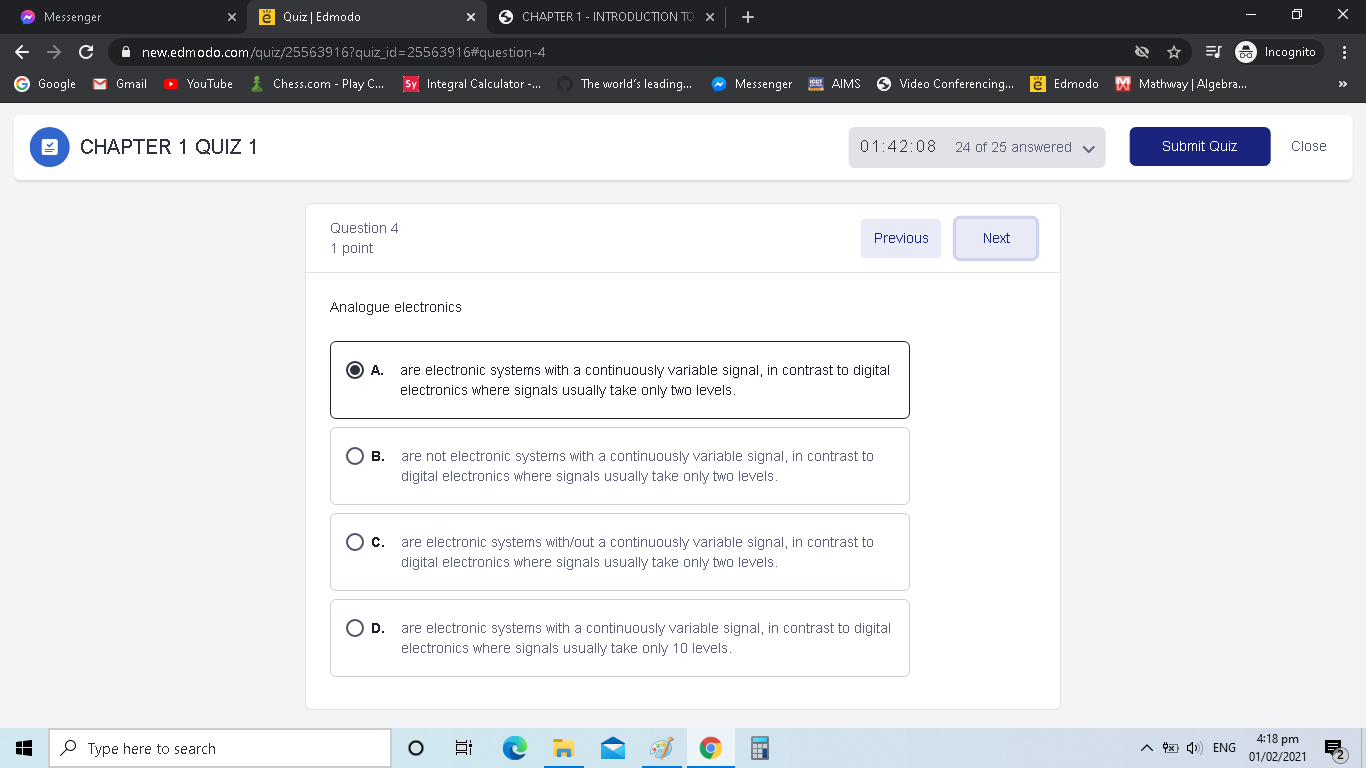 Messenger
Quiz | Edmodo
CHAPTER 1 - INTRODUCTION TO
new.edmodo.com/quiz/25563916?quiz_id=25563916#question-4
Incognito
Google
Gmail
YouTube
Chess.com - Play C...
Sy
Integral Calculator -...
The world's leading...
Messenger
AIMS
Video Conferencing...
Edmodo
Mathway | Algebra...
»
CHAPTER 1 QUIZ 1
01:42:08 24 of 25 answered
Submit Quiz
Close
Question 4
1 point
Previous
Next
Analogue electronics
A. are electronic systems with a continuously variable signal, in contrast to digital
electronics where signals usually take only two levels.
B. are not electronic systems with a continuously variable signal, in contrast to
digital electronics where signals usually take only two levels.
C. are electronic systems with/out a continuously variable signal, in contrast to
digital electronics where signals usually take only two levels.
D. are electronic systems with a continuously variable signal, in contrast to digital
electronics where signals usually take only 10 levels.
Type here to search
ENG
4:18 pm
01/02/2021
2